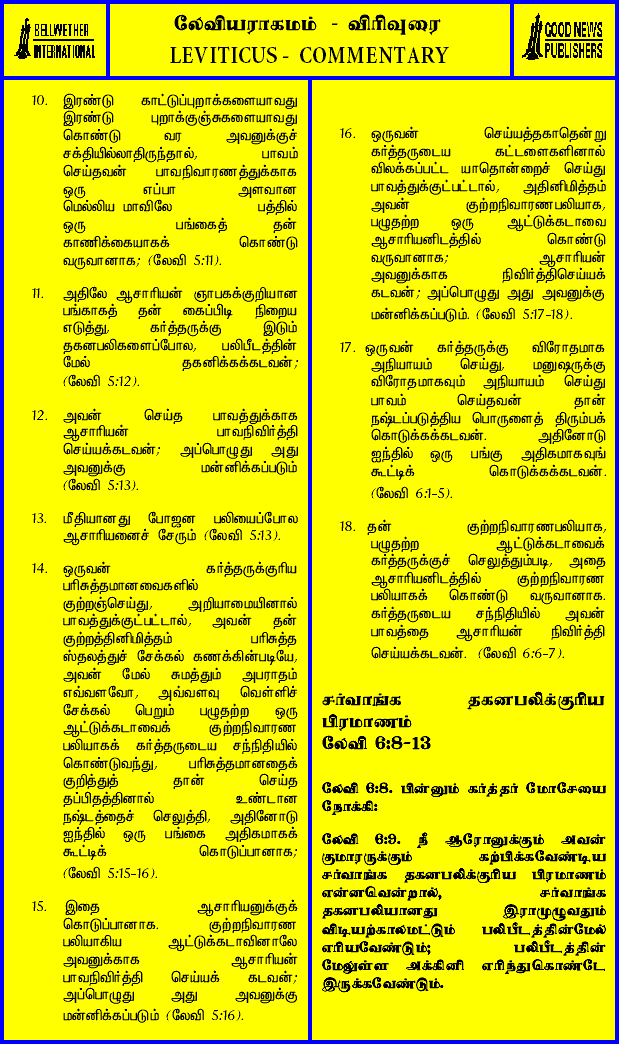 BELLWETHER
INTERNATIONAL
லேவியராகமம் - விரிவுரை
LEVITICUS - COMMENTARY
GOOD NEWS
PUBLISHERS
10. இரண்டு காட்டுப்புறாக்களையாவது
இரண்டு புறாக்குஞ்சுகளையாவது
கொண்டு வர அவனுக்குச்
சக்தியில்லாதிருந்தால், பாவம்
செய்தவன் பாவநிவாரணத்துக்காக
ஒரு எப்பா அளவான
மெல்லிய மாவிலே பத்தில்
ஒரு பங்கைத் தன்
காணிக்கையாகக் கொண்டு
வருவானாக; (லேவி 5:11).
11. அதிலே ஆசாரியன் ஞாபகக்குறியான
பங்காகத் தன் கைப்பிடி நிறைய
எடுத்து, கர்த்தருக்கு இடும்
தகனபலிகளைப்போல, பலிபீடத்தின்
மேல் தகனிக்கக்கடவன்;
(லேவி 5:12).
12. அவன் செய்த பாவத்துக்காக
ஆசாரியன் பாவநிவிர்த்தி
செய்யக்கடவன்; அப்பொழுது அது
அவனுக்கு மன்னிக்கப்படும்
(லேவி 5:13).
13. மீதியானது போஜன பலியைப்போல
ஆசாரியனைச் சேரும் (லேவி 5:13).
14. ஒருவன் கர்த்தருக்குரிய
பரிசுத்தமானவைகளில்
குற்றஞ்செய்து, அறியாமையினால்
பாவத்துக்குட்பட்டால், அவன் தன்
குற்றத்தினிமித்தம் பரிசுத்த
ஸ்தலத்துச் சேக்கல் கணக்கின்படியே,
அவன் மேல் சுமத்தும் அபராதம்
எவ்வளவோ, அவ்வளவு வெள்ளிச்
சேக்கல் பெறும் பழுதற்ற ஒரு
ஆட்டுக்கடாவைக் குற்றநிவாரண
பலியாகக் கர்த்தருடைய சந்நிதியில்
கொண்டுவந்து, பரிசுத்தமானதைக்
குறித்துத் தான் செய்த
தப்பிதத்தினால் உண்டான
நஷ்டத்தைச் செலுத்தி, அதினோடு
ஐந்தில் ஒரு பங்கை அதிகமாகக்
கூட்டிக் கொடுப்பானாக;
(லேவி 5:15-16).
15. இதை ஆசாரியனுக்குக்
கொடுப்பானாக. குற்றநிவாரண
பலியாகிய ஆட்டுக்கடாவினாலே
அவனுக்காக ஆசாரியன்
பாவநிவிர்த்தி செய்யக் கடவன்;
அப்பொழுது அது அவனுக்கு
மன்னிக்கப்படும் (லேவி 5:16).
16. ஒருவன் செய்யத்தகாதென்று
கர்த்தருடைய கட்டளைகளினால்
விலக்கப்பட்ட யாதொன்றைச் செய்து
பாவத்துக்குட்பட்டால், அதினிமித்தம்
அவன் குற்றநிவாரணபலியாக,
பழுதற்ற ஒரு ஆட்டுக்கடாவை
ஆசாரியனிடத்தில் கொண்டு
வருவானாக; ஆசாரியன்
அவனுக்காக நிவிர்த்திசெய்யக்
கடவன்; அப்பொழுது அது அவனுக்கு
மன்னிக்கப்படும். (லேவி 5:17-18).
17. ஒருவன் கர்த்தருக்கு விரோதமாக
அநியாயம் செய்து, மனுஷருக்கு
விரோதமாகவும் அநியாயம் செய்து
பாவம் செய்தவன் தான்
நஷ்டப்படுத்திய பொருளைத் திரும்பக்
கொடுக்கக்கடவன். அதினோடு
ஐந்தில் ஒரு பங்கு அதிகமாகவுங்
கூட்டிக் கொடுக்கக்கடவன்.
(லேவி 6:1-5).
18. தன் குற்றநிவாரணபலியாக,
பழுதற்ற ஆட்டுக்கடாவைக்
கர்த்தருக்குச் செலுத்தும்படி, அதை
ஆசாரியனிடத்தில் குற்றநிவாரண
பலியாகக் கொண்டு வருவானாக.
கர்த்தருடைய சந்நிதியில் அவன்
பாவத்தை ஆசாரியன் நிவிர்த்தி
செய்யக்கடவன். (லேவி 6:6-7).
சர்வாங்க தகனபலிக்குரிய
பிரமாணம்
லேவி 6:8-13
லேவி 6:8. பின்னும் கர்த்தர் மோசேயை
நோக்கி:
லேவி 6:9. நீ ஆரோனுக்கும் அவன்
குமாரருக்கும் கற்பிக்கவேண்டிய
சர்வாங்க தகனபலிக்குரிய பிரமாணம்
என்னவென்றால், சர்வாங்க
தகனபலியானது இராமுழுவதும்
விடியற்காலமட்டும் பலிபீடத்தின்மேல்
எரியவேண்டும்; பலிபீடத்தின்
மேலுள்ள அக்கினி எரிந்துகொண்டே
இருக்கவேண்டும்.